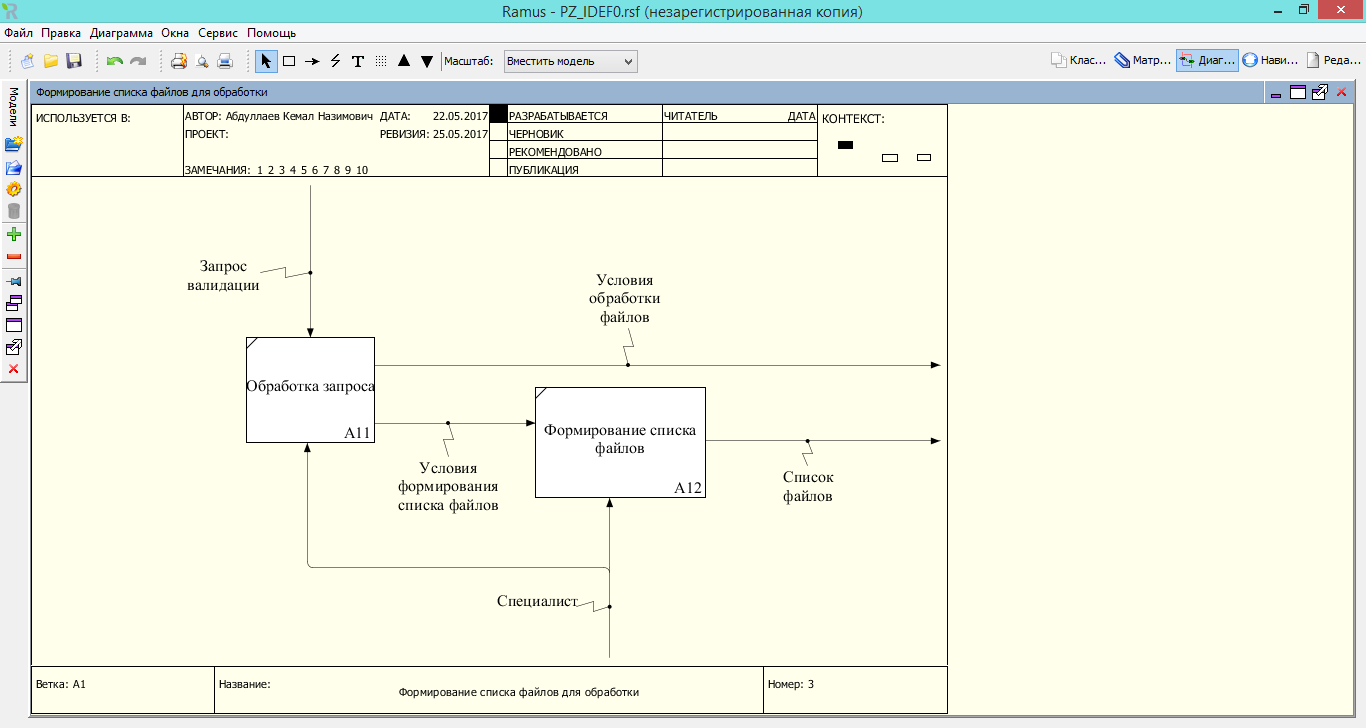 Ramus - PZ_IDEF0.rsf (незарегистрированная копия)
Файл Правка Диаграмма Окна Сервис Помощь
Масштаб: Вместить модель
Клас... Матр... Диаг... Нави... Реда...
Модели
Формирование списка файлов для обработки
ИСПОЛЬЗУЕТСЯ В:
АВТОР: Абдуллаев Кемал Назимович ДАТА: 22.05.2017
ПРОЕКТ: РЕВИЗИЯ: 25.05.2017
ЗАМЕЧАНИЯ: 1 2 3 4 5 6 7 8 9 10
РАЗРАБАТЫВАЕТСЯ
ЧЕРНОВИК
РЕКОМЕНДОВАНО
ПУБЛИКАЦИЯ
ЧИТАТЕЛЬ ДАТА
КОНТЕКСТ:
Запрос
валидации
Условия
обработки
файлов
Обработка запроса
A11
Формирование списка
файлов
A12
Условия
формирования
списка файлов
Список
файлов
Специалист
Ветка: A1
Название:
Формирование списка файлов для обработки
Номер: 3